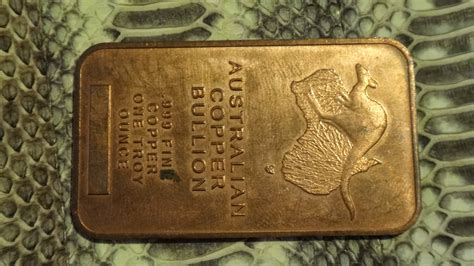 AUSTRALIAN
COPPER
BULLION
.999 FINE
COPPER
ONE TROY
OUNCE